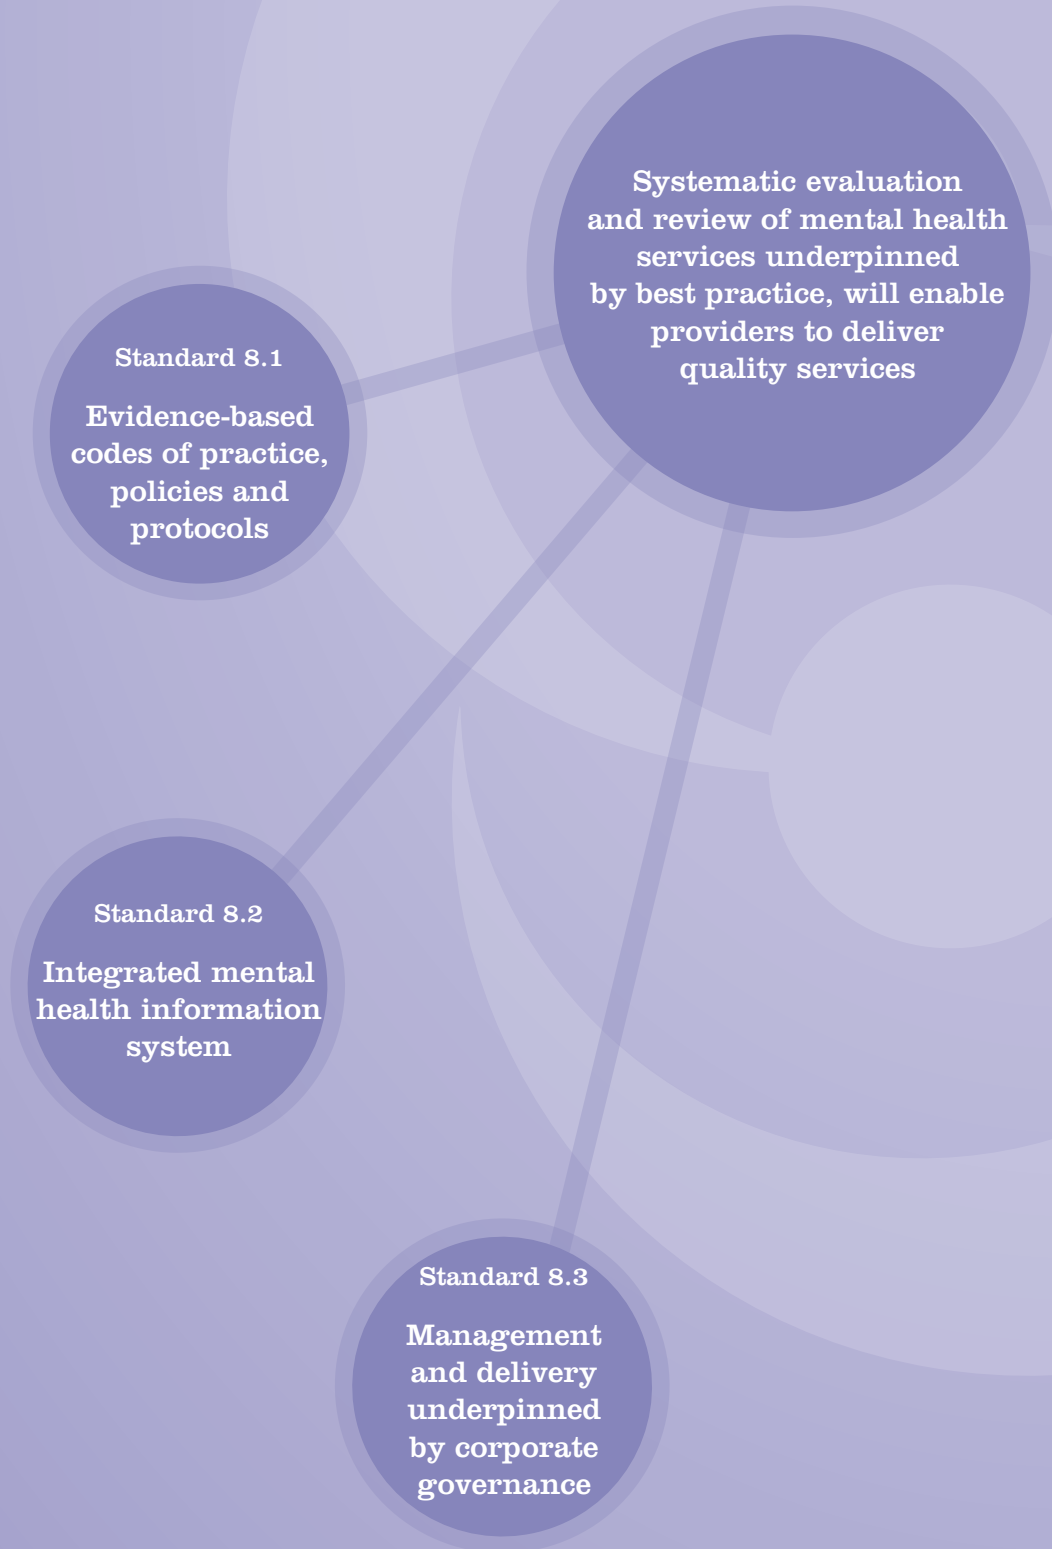 Systematic evaluation
and review of mental health
services underpinned
by best practice, will enable
providers to deliver
quality services
Standard 8.1
Evidence-based
codes of practice,
policies and
protocols
Standard 8.2
Integrated mental
health information
system
Standard 8.3
Management
and delivery
underpinned
by corporate
governance